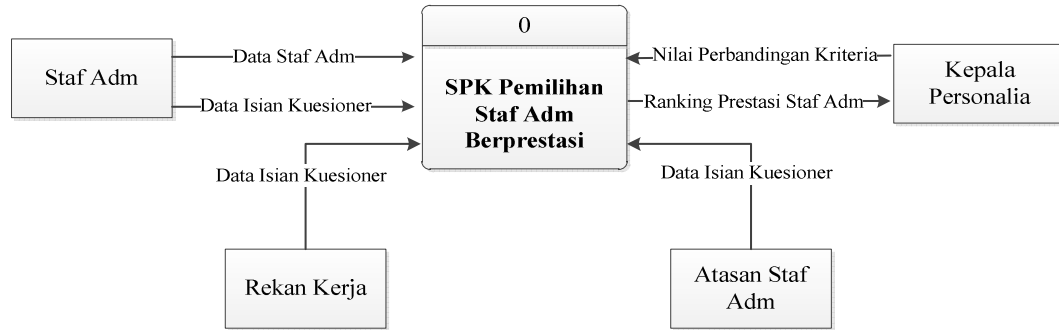 0
SPK Pemilihan
Staf Adm
Berprestasi
Staf Adm
Data Staf Adm
Data Isian Kuesioner
Nilai Perbandingan Kriteria
Ranking Prestasi Staf Adm
Kepala
Personalia
Data Isian Kuesioner
Data Isian Kuesioner
Rekan Kerja
Atasan Staf
Adm